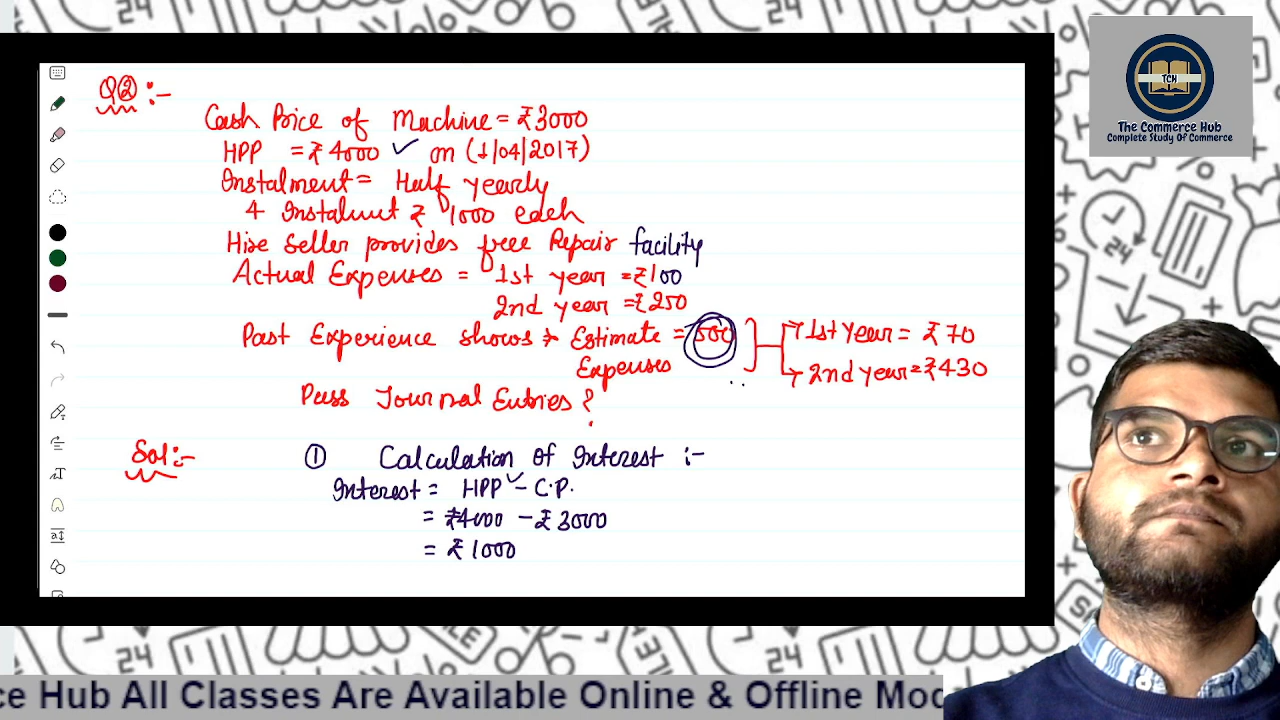 Q②:-
Cash Price of Machine = ₹3000
HPP = ₹4000 ✓ on (1/04/2017)
Instalment = Half yearly
4 Instalment ₹ 1000 each
Hire Seller provides free Repair facility
Actual Expenses = 1st year = ₹100
2nd year = ₹250
Past Experience shows → Estimate = 500 → 1st Year = ₹70
Expenses → 2nd year = ₹430
Pass Journal Entries ?
Sol:-
① Calculation of Interest :-
Interest = HPP ✓ - C.P.
= ₹4000 - ₹3000
= ₹1000
TCH
The Commerce Hub
Complete Study Of Commerce
ce Hub All Classes Are Available Online & Offline Mod